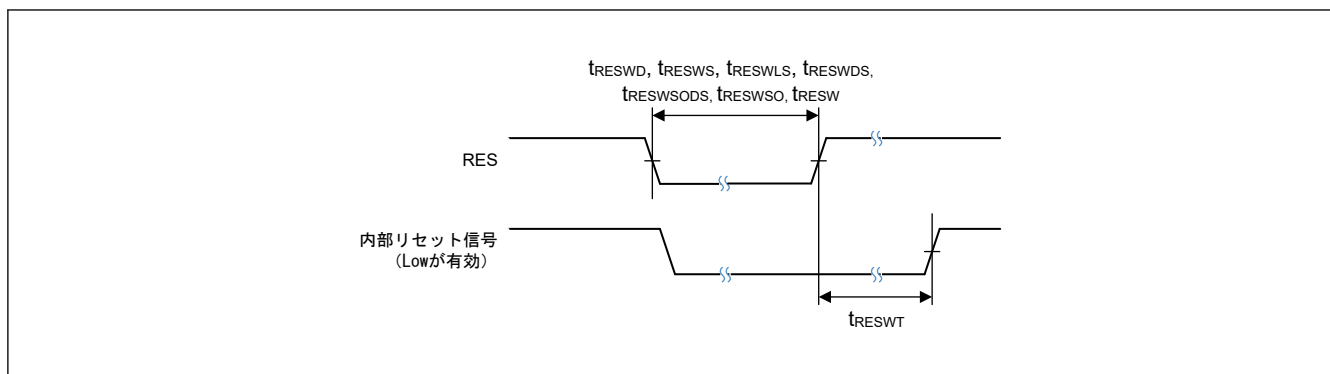 tRESWD, tRESWS, tRESWLS, tRESWDS,
tRESWSODS, tRESWSO, tRESW
RES
内部リセット信号
（Lowが有効）
tRESWT